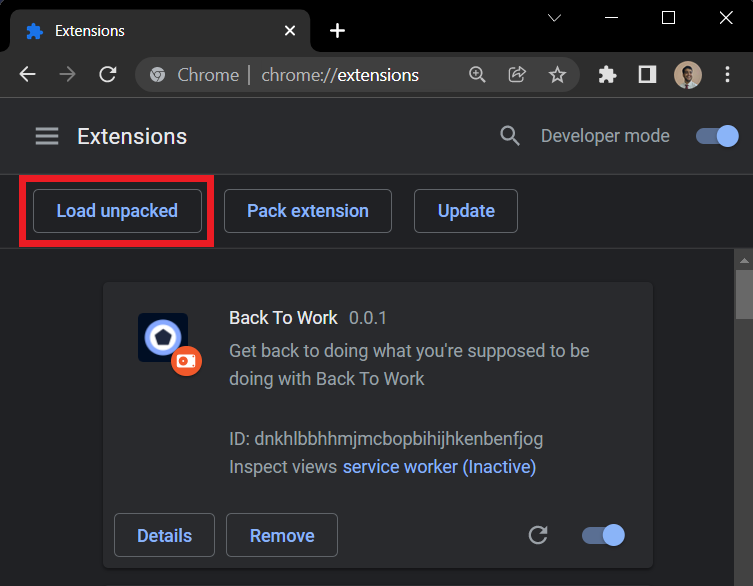 Extensions
Chrome | chrome://extensions
Extensions Developer mode
Load unpacked Pack extension Update
Back To Work 0.0.1
Get back to doing what you're supposed to be
doing with Back To Work
ID: dnkhlbbhhmjmcbopbihijhkenbenfjog
Inspect views service worker (Inactive)
Details Remove